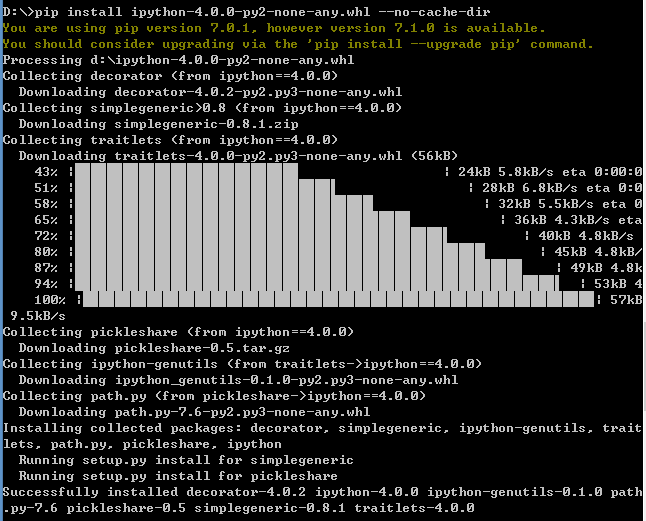 D:\>pip install ipython-4.0.0-py2-none-any.whl --no-cache-dir
You are using pip version 7.0.1, however version 7.1.0 is available.
You should consider upgrading via the 'pip install --upgrade pip' command.
Processing d:\ipython-4.0.0-py2-none-any.whl
Collecting decorator (from ipython==4.0.0)
  Downloading decorator-4.0.2-py2.py3-none-any.whl
Collecting simplegeneric>0.8 (from ipython==4.0.0)
  Downloading simplegeneric-0.8.1.zip
Collecting traitlets (from ipython==4.0.0)
  Downloading traitlets-4.0.0-py2.py3-none-any.whl (56kB)
    43% | | 24kB 5.8kB/s eta 0:00:0
    51% | | 28kB 6.8kB/s eta 0:0
    58% | | 32kB 5.5kB/s eta 0
    65% | | 36kB 4.3kB/s eta
    72% | | 40kB 4.8kB/s
    80% | | 45kB 4.8kB/
    87% | | 49kB 4.8k
    94% | | 53kB 4
    100% | | 57kB
 9.5kB/s
Collecting pickleshare (from ipython==4.0.0)
  Downloading pickleshare-0.5.tar.gz
Collecting ipython-genutils (from traitlets->ipython==4.0.0)
  Downloading ipython_genutils-0.1.0-py2.py3-none-any.whl
Collecting path.py (from pickleshare->ipython==4.0.0)
  Downloading path.py-7.6-py2.py3-none-any.whl
Installing collected packages: decorator, simplegeneric, ipython-genutils, trait
lets, path.py, pickleshare, ipython
  Running setup.py install for simplegeneric
  Running setup.py install for pickleshare
Successfully installed decorator-4.0.2 ipython-4.0.0 ipython-genutils-0.1.0 path
.py-7.6 pickleshare-0.5 simplegeneric-0.8.1 traitlets-4.0.0